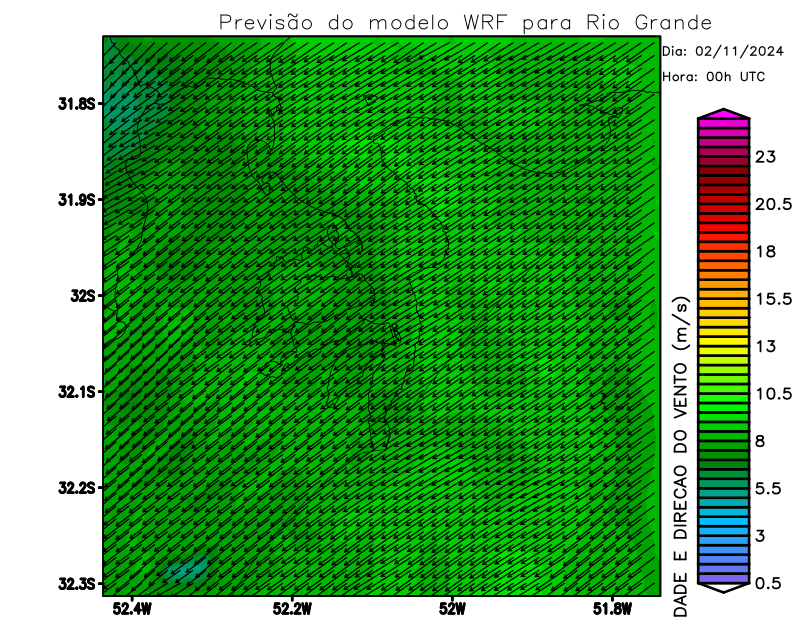 Previsão do modelo WRF para Rio Grande
Dia: 02/11/2024
Hora: 00h UTC
31.8S
31.9S
32S
32.1S
32.2S
32.3S
52.4W
52.2W
52W
51.8W
DADE E DIRECAO DO VENTO (m/s)
23
20.5
18
15.5
13
10.5
8
5.5
3
0.5